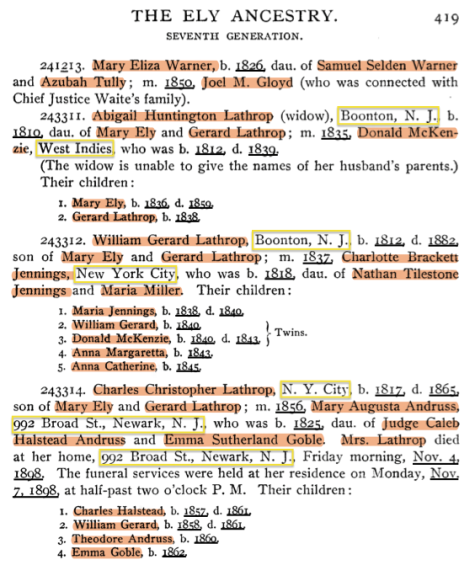 THE ELY ANCESTRY. 419
SEVENTH GENERATION.
241213. Mary Eliza Warner, b. 1826, dau. of Samuel Selden Warner
and Azubah Tully; m. 1850, Joel M. Gloyd (who was connected with
Chief Justice Waite's family).
243311. Abigail Huntington Lathrop (widow), Boonton, N. J., b.
1810, dau. of Mary Ely and Gerard Lathrop; m. 1835, Donald McKen-
zie, West Indies, who was b. 1812, d. 1839.
(The widow is unable to give the names of her husband's parents.)
Their children:
1. Mary Ely, b. 1836, d. 1859.
2. Gerard Lathrop, b. 1838.
243312. William Gerard Lathrop, Boonton, N. J., b. 1812, d. 1882,
son of Mary Ely and Gerard Lathrop; m. 1837, Charlotte Brackett
Jennings, New York City, who was b. 1818, dau. of Nathan Tilestone
Jennings and Maria Miller. Their children:
1. Maria Jennings, b. 1838, d. 1840.
2. William Gerard, b. 1840.
3. Donald McKenzie, b. 1840, d. 1843. } Twins.
4. Anna Margaretta, b. 1843.
5. Anna Catherine, b. 1845.
243314. Charles Christopher Lathrop, N. Y. City, b. 1817, d. 1865,
son of Mary Ely and Gerard Lathrop; m. 1856, Mary Augusta Andruss,
992 Broad St., Newark, N. J., who was b. 1825, dau. of Judge Caleb
Halstead Andruss and Emma Sutherland Goble. Mrs. Lathrop died
at her home, 992 Broad St., Newark, N. J., Friday morning, Nov. 4,
1898. The funeral services were held at her residence on Monday, Nov.
7, 1898, at half-past two o'clock P. M. Their children:
1. Charles Halstead, b. 1857, d. 1861.
2. William Gerard, b. 1858, d. 1861.
3. Theodore Andruss, b. 1860.
4. Emma Goble, b. 1862.